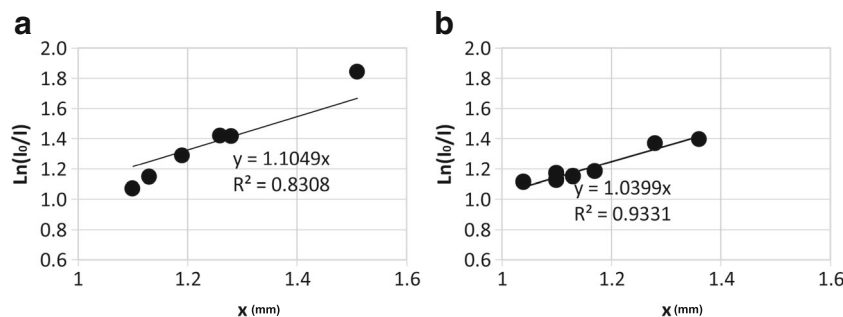 a
2.0
1.8
1.6
1.4
1.2
1.0
0.8
0.6
Ln(I₀/I)
y = 1.1049x
R² = 0.8308
1 1.2 1.4 1.6
x (mm)
b
2.0
1.8
1.6
1.4
1.2
1.0
0.8
0.6
Ln(I₀/I)
y = 1.0399x
R² = 0.9331
1 1.2 1.4 1.6
x (mm)